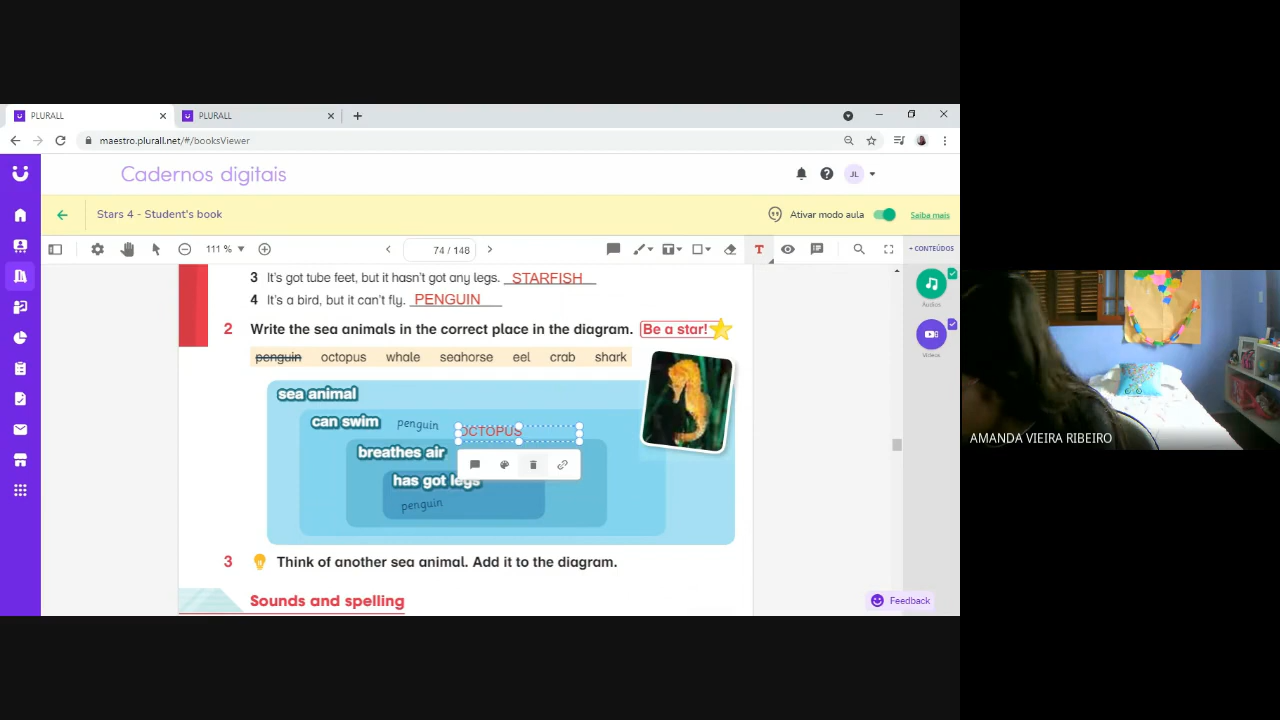 PLURALL
PLURALL
maestro.plurall.net/#/booksViewer
Cadernos digitais
JL
Stars 4 - Student's book
Ativar modo aula
Saiba mais
111 %
74 / 148
T
+ CONTEÚDOS
3 It's got tube feet, but it hasn't got any legs. STARFISH
4 It's a bird, but it can't fly. PENGUIN
2 Write the sea animals in the correct place in the diagram. Be a star!
penguin octopus whale seahorse eel crab shark
sea animal
can swim penguin OCTOPUS
breathes air
has got legs
penguin
3 Think of another sea animal. Add it to the diagram.
Sounds and spelling
Áudios
Vídeos
Feedback
AMANDA VIEIRA RIBEIRO